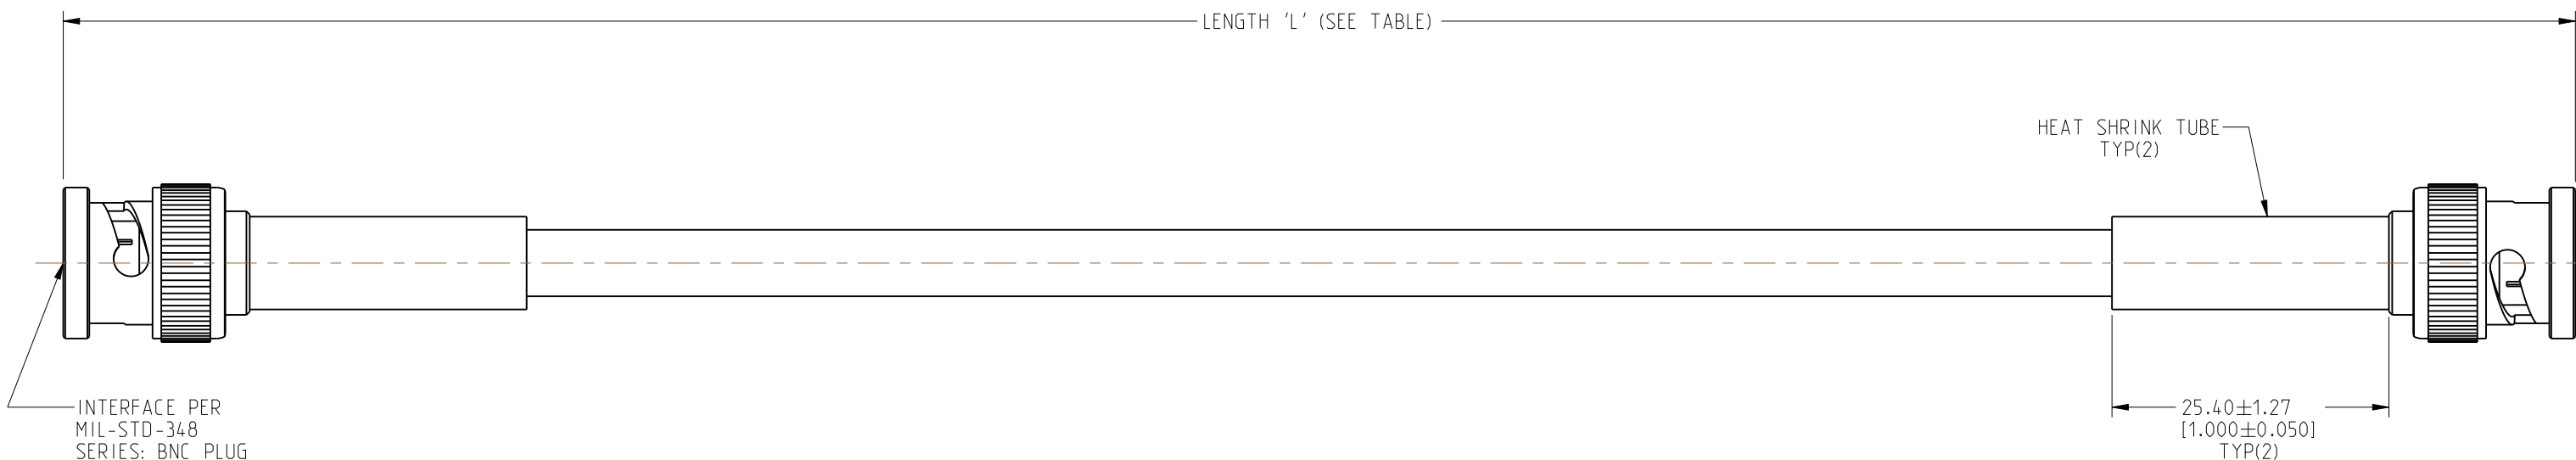 LENGTH 'L' (SEE TABLE)
HEAT SHRINK TUBE
TYP(2)
INTERFACE PER
MIL-STD-348
SERIES: BNC PLUG
25.40±1.27
[1.000±0.050]
TYP(2)